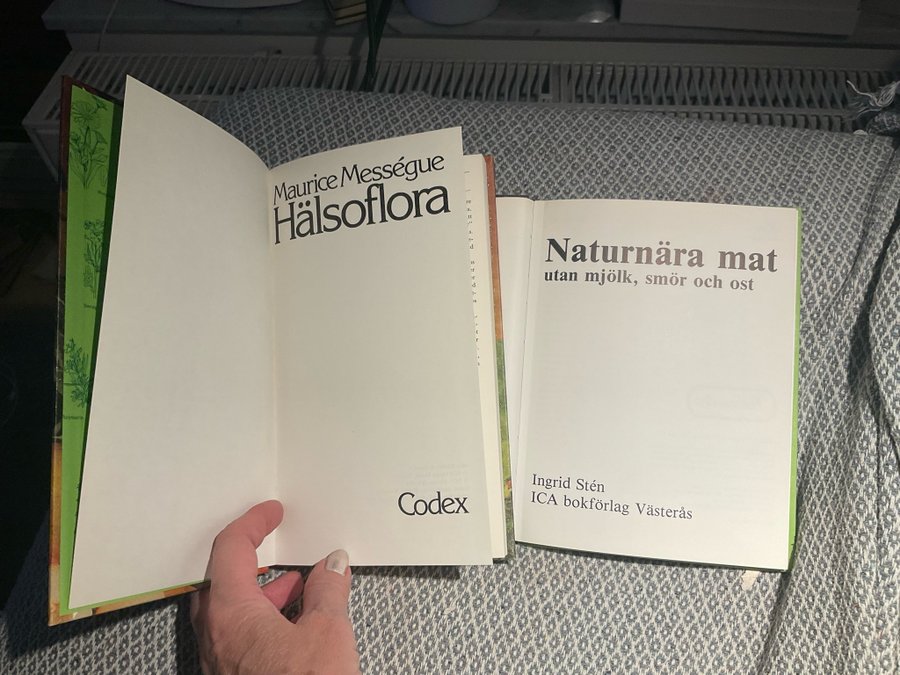 Maurice Mességue
Hälsoflora
Codex
Naturnära mat
utan mjölk, smör och ost
Ingrid Stén
ICA bokförlag Västerås